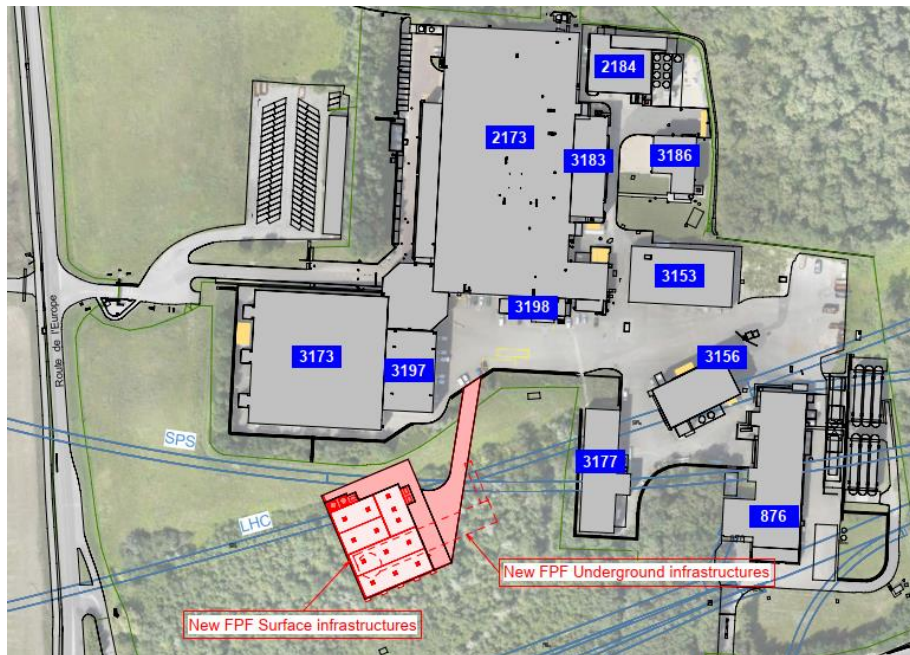 2184
2173
3183
3186
3153
3198
Route de l'Europe
3173
3197
3156
SPS
3177
LHC
876
New FPF Underground infrastructures
New FPF Surface infrastructures